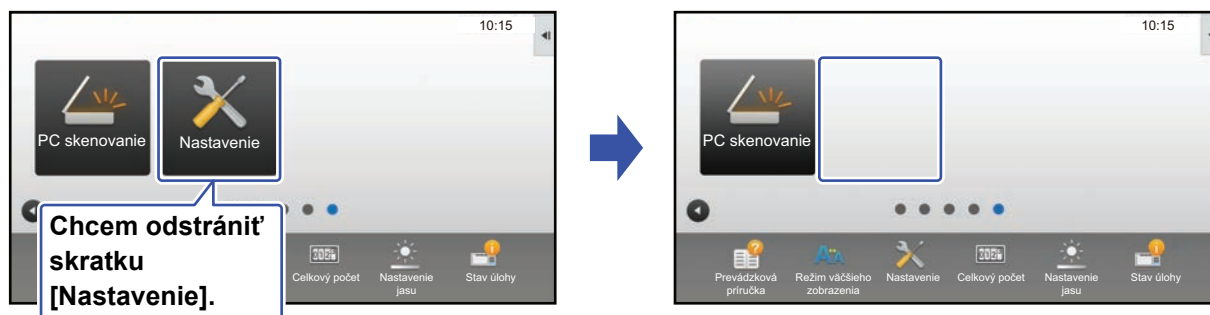 10:15
PC skenovanie
Nastavenie
Chcem odstrániť
skratku
[Nastavenie].
Celkový počet
Nastavenie
jasu
Stav úlohy
10:15
PC skenovanie
Prevádzková
príručka
Režim väčšieho
zobrazenia
Nastavenie
Celkový počet
Nastavenie
jasu
Stav úlohy